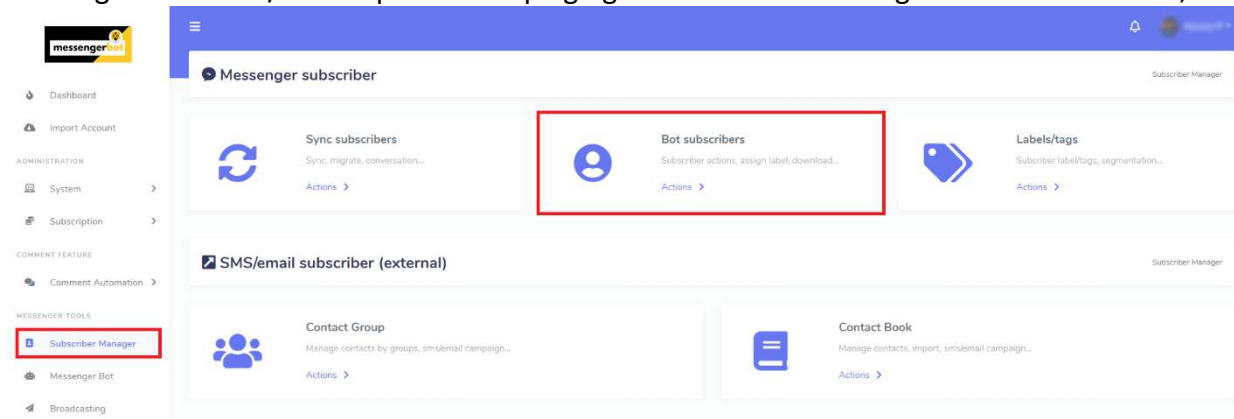 messengerbot
Dashboard
Import Account
ADMINISTRATION
System
Subscription
COMMENT FEATURE
Comment Automation
MESSENGER TOOLS
Subscriber Manager
Messenger Bot
Broadcasting
Messenger subscriber
Subscriber Manager
Sync subscribers
Sync, migrate, conversation...
Actions >
Bot subscribers
Subscriber actions, assign label, download...
Actions >
Labels/tags
Subcriber label/tags, segmentation...
Actions >
SMS/email subscriber (external)
Subscriber Manager
Contact Group
Manage contacts by groups, sms/email campaign...
Actions >
Contact Book
Manage contacts, import, sms/email campaign...
Actions >